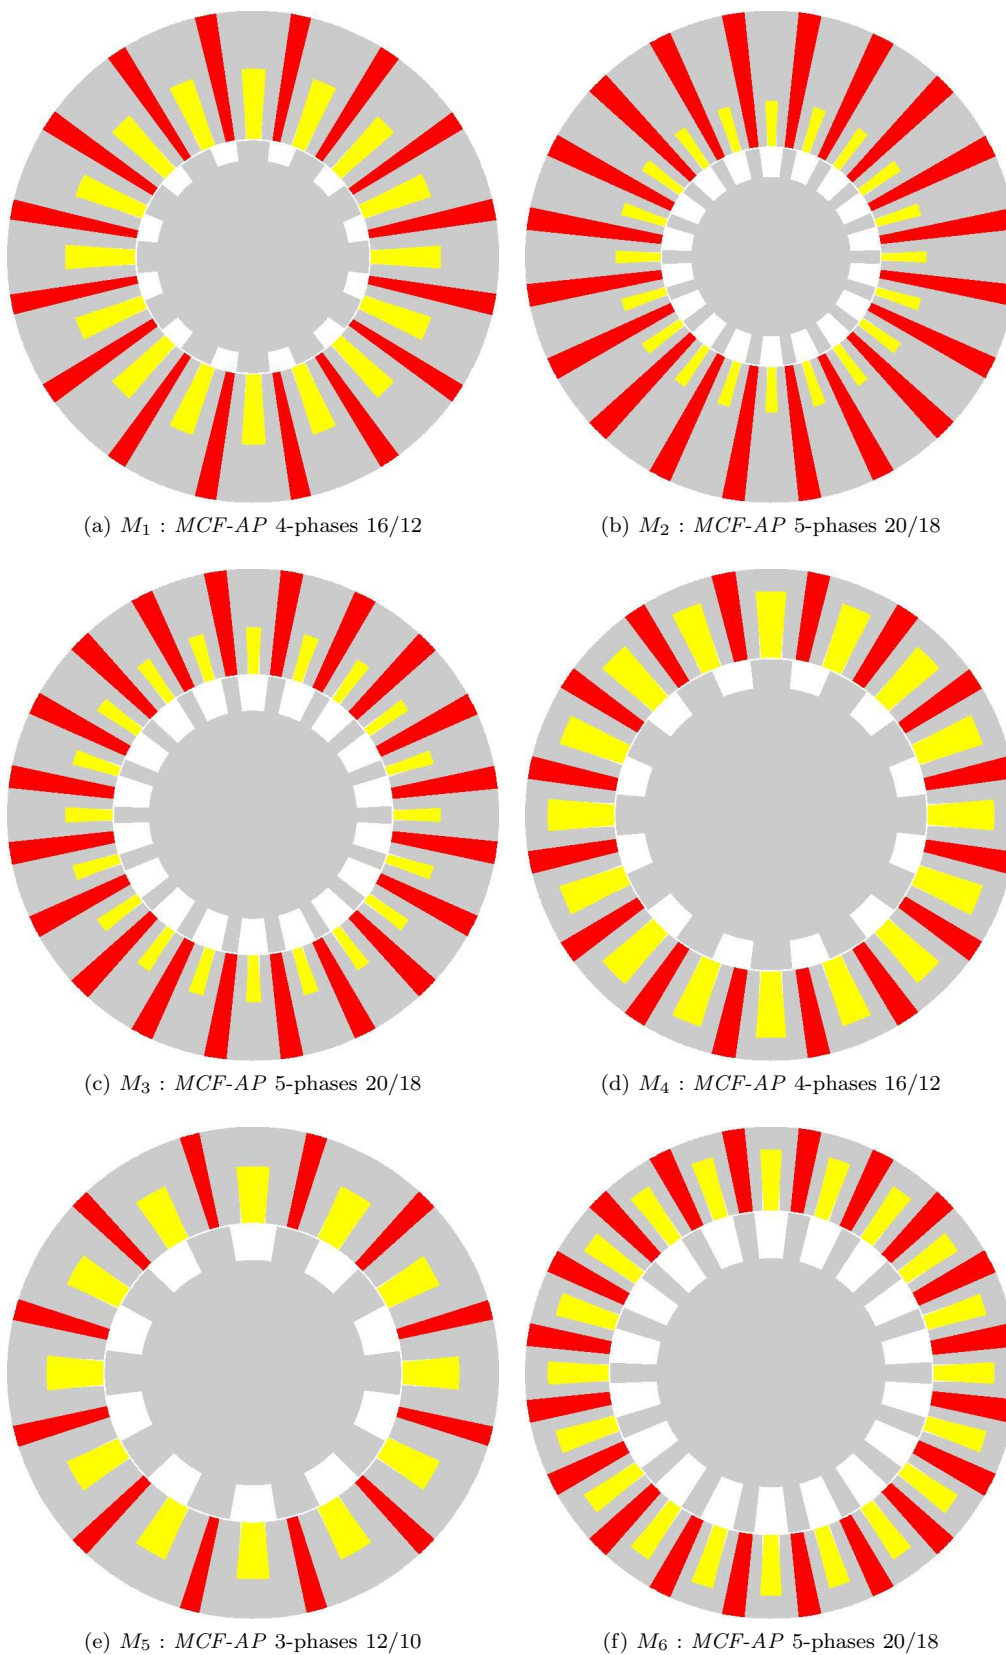 (a) M₁ : MCF-AP 4-phases 16/12
(b) M₂ : MCF-AP 5-phases 20/18
(c) M₃ : MCF-AP 5-phases 20/18
(d) M₄ : MCF-AP 4-phases 16/12
(e) M₅ : MCF-AP 3-phases 12/10
(f) M₆ : MCF-AP 5-phases 20/18